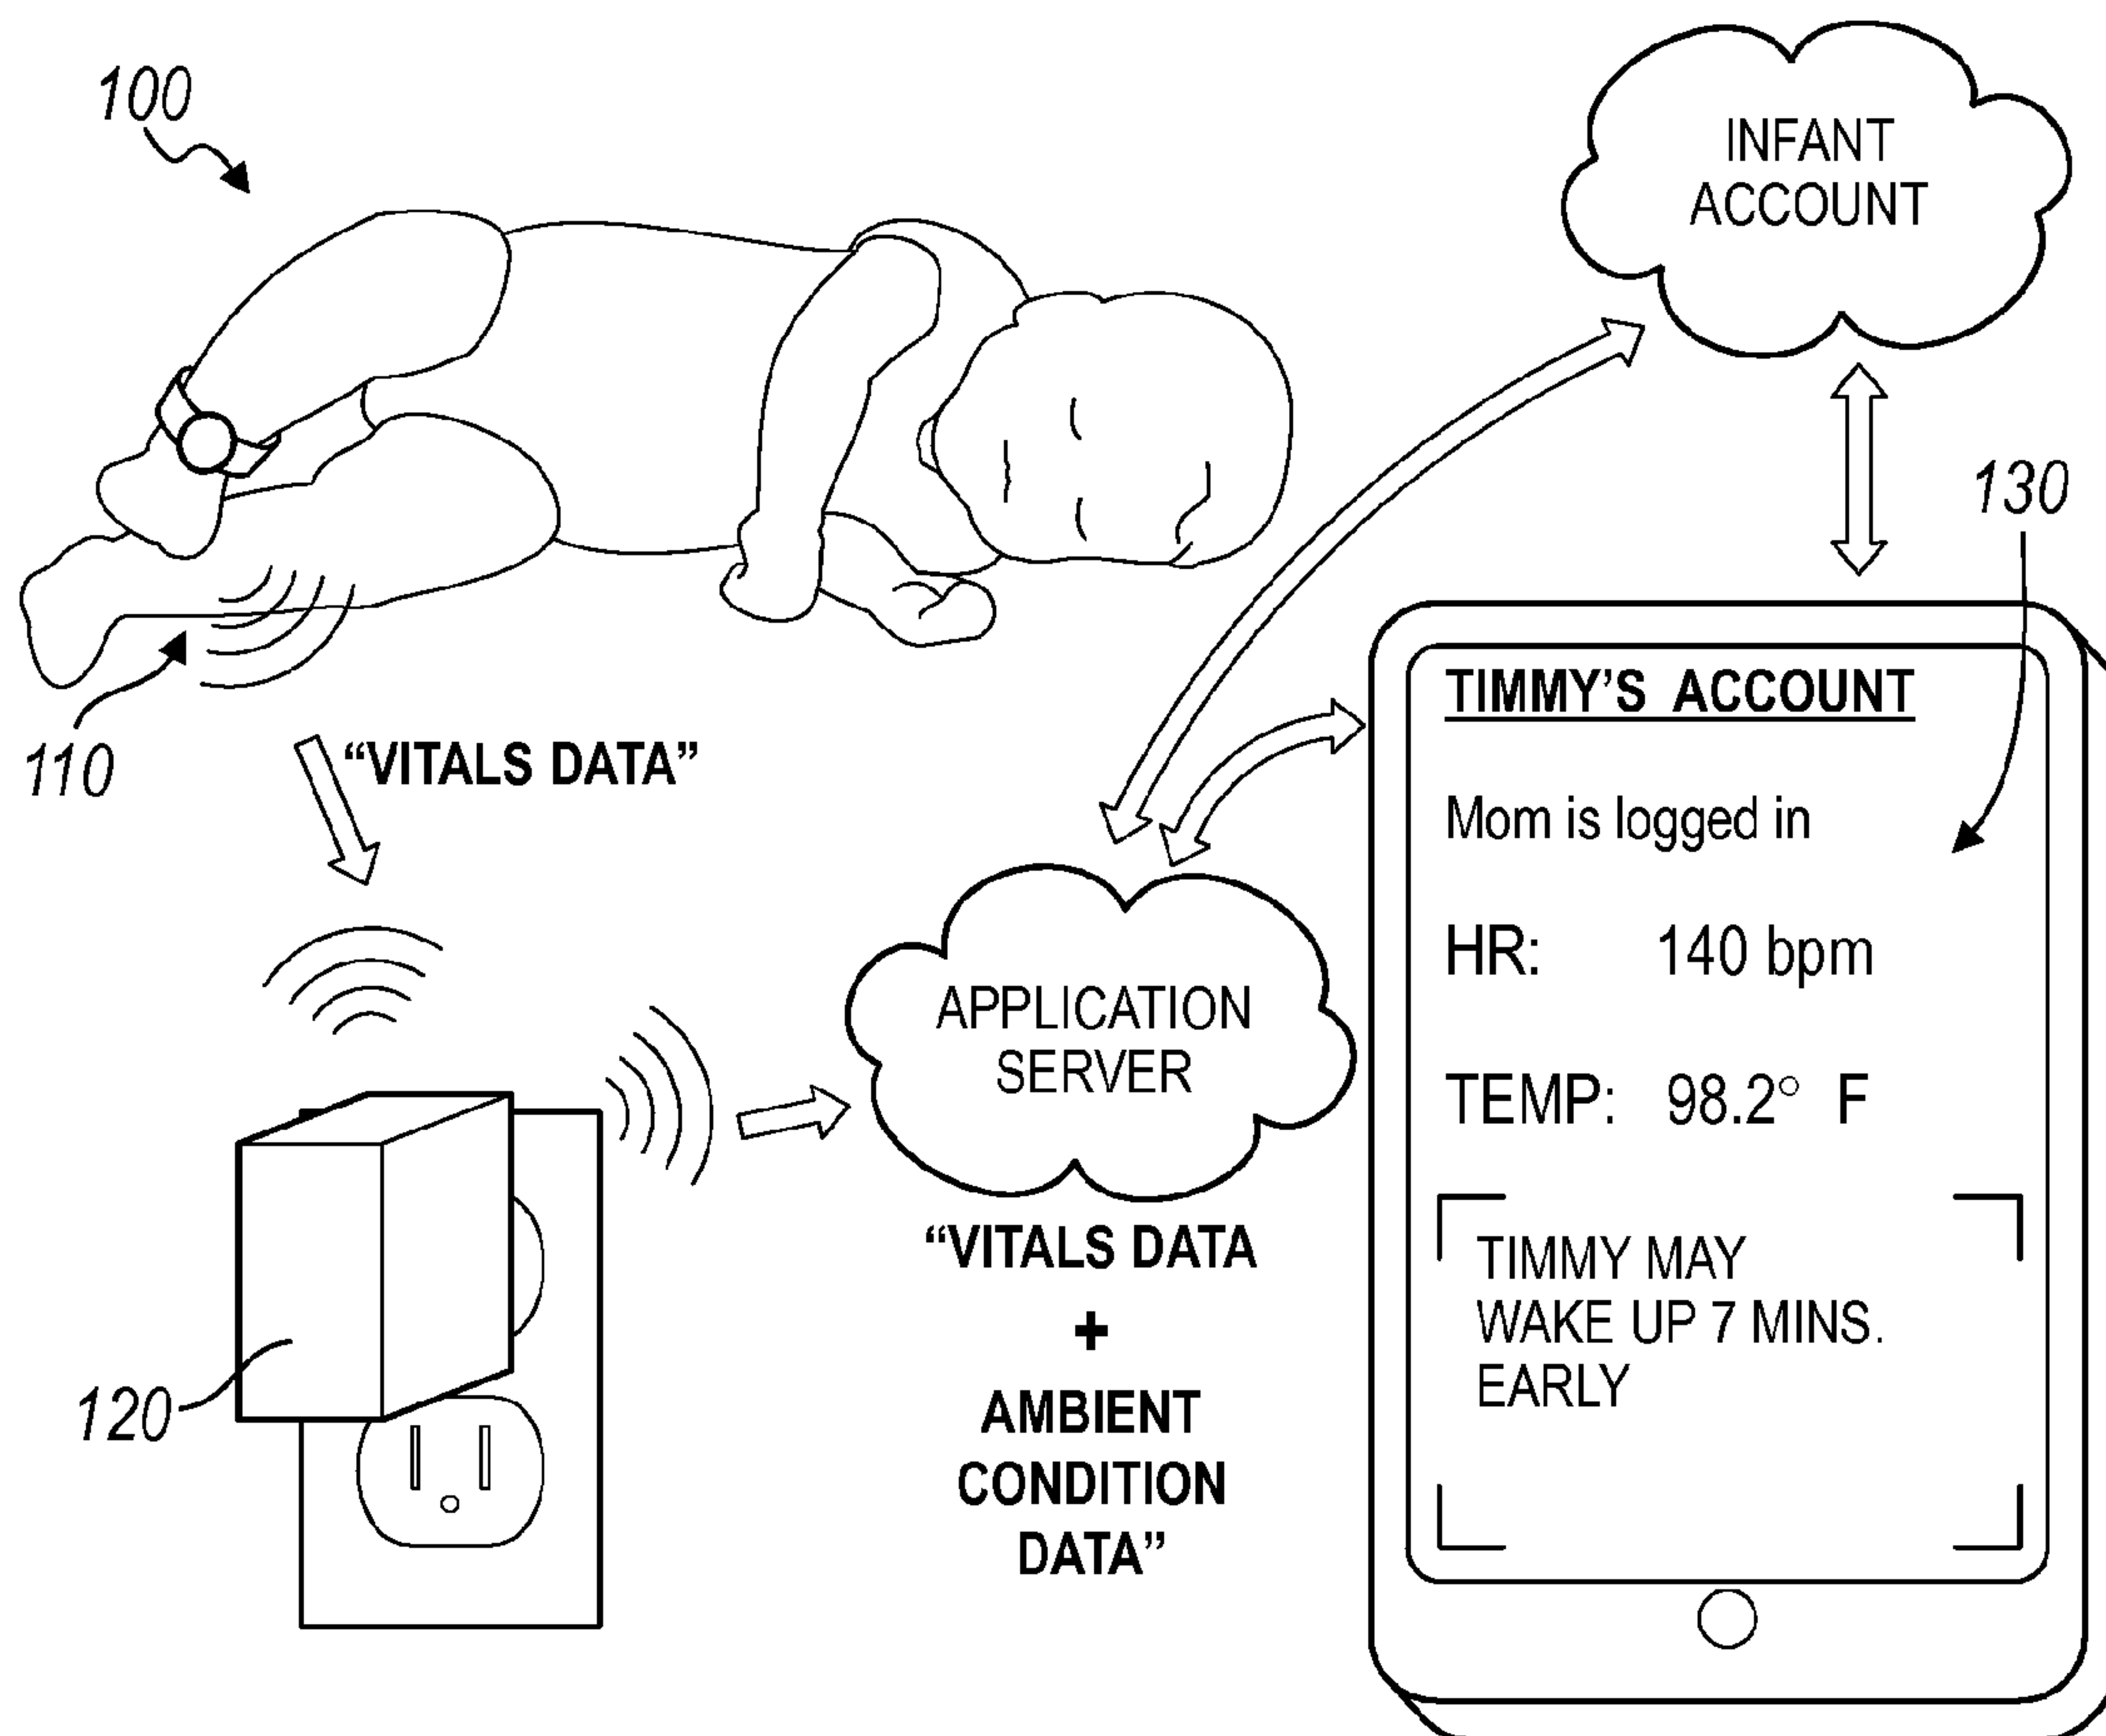 100
INFANT
ACCOUNT
130
110
“VITALS DATA”
TIMMY’S ACCOUNT
Mom is logged in
HR: 140 bpm
TEMP: 98.2° F
TIMMY MAY
WAKE UP 7 MINS.
EARLY
APPLICATION
SERVER
“VITALS DATA
+
AMBIENT
CONDITION
DATA”
120